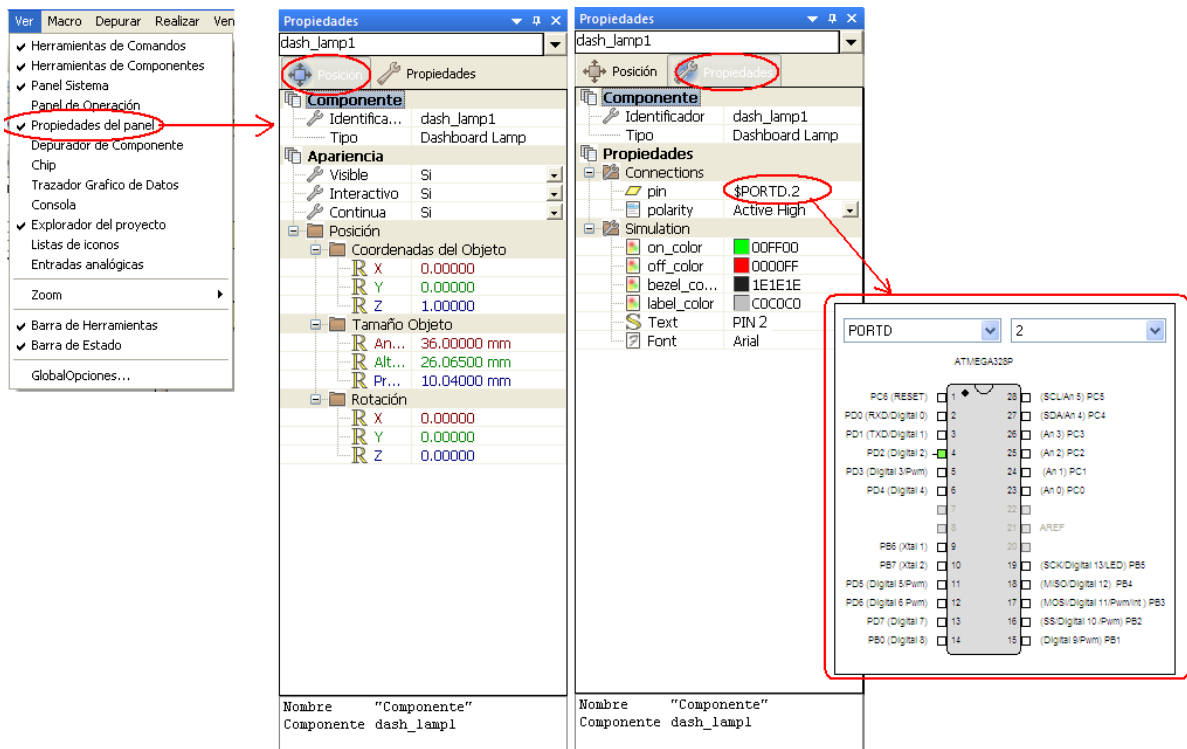 Ver Macro Depurar Realizar Ven
Herramientas de Comandos
Herramientas de Componentes
Panel Sistema
Panel de Operación
Propiedades del panel
Depurador de Componente
Chip
Trazador Grafico de Datos
Consola
Explorador del proyecto
Listas de iconos
Entradas analógicas
Zoom
Barra de Herramientas
Barra de Estado
GlobalOpciones...
Propiedades
dash_lamp1
Posición Propiedades
Componente
Identifica... dash_lamp1
Tipo Dashboard Lamp
Apariencia
Visible Si
Interactivo Si
Continua Si
Posición
Coordenadas del Objeto
X 0.00000
Y 0.00000
Z 1.00000
Tamaño Objeto
An... 36.00000 mm
Alt... 26.06500 mm
Pr... 10.04000 mm
Rotación
X 0.00000
Y 0.00000
Z 0.00000
Nombre "Componente"
Componente dash_lamp1
Propiedades
dash_lamp1
Posición Propiedades
Componente
Identificador dash_lamp1
Tipo Dashboard Lamp
Propiedades
Connections
pin $PORTD.2
polarity Active High
Simulation
on_color 00FF00
off_color 0000FF
bezel_co... 1E1E1E
label_color C0C0C0
Text PIN 2
Font Arial
Nombre "Componente"
Componente dash_lamp1
PORTD 2
ATMEGA328P
PC6 (RESET) 1 28 (SCL/An 5) PC5
PD0 (RXD/Digital 0) 2 27 (SDA/An 4) PC4
PD1 (TXD/Digital 1) 3 26 (An 3) PC3
PD2 (Digital 2) 4 25 (An 2) PC2
PD3 (Digital 3/Pwm) 5 24 (An 1) PC1
PD4 (Digital 4) 6 23 (An 0) PC0
7 22
8 21 AREF
PB6 (Xtal 1) 9 20
PB7 (Xtal 2) 10 19 (SCK/Digital 13/LED) PB5
PD5 (Digital 5/Pwm) 11 18 (MISO/Digital 12) PB4
PD6 (Digital 6 Pwm) 12 17 (MOSI/Digital 11/Pwm/Int ) PB3
PD7 (Digital 7) 13 16 (SS/Digital 10 /Pwm) PB2
PB0 (Digital 8) 14 15 (Digital 9/Pwm) PB1